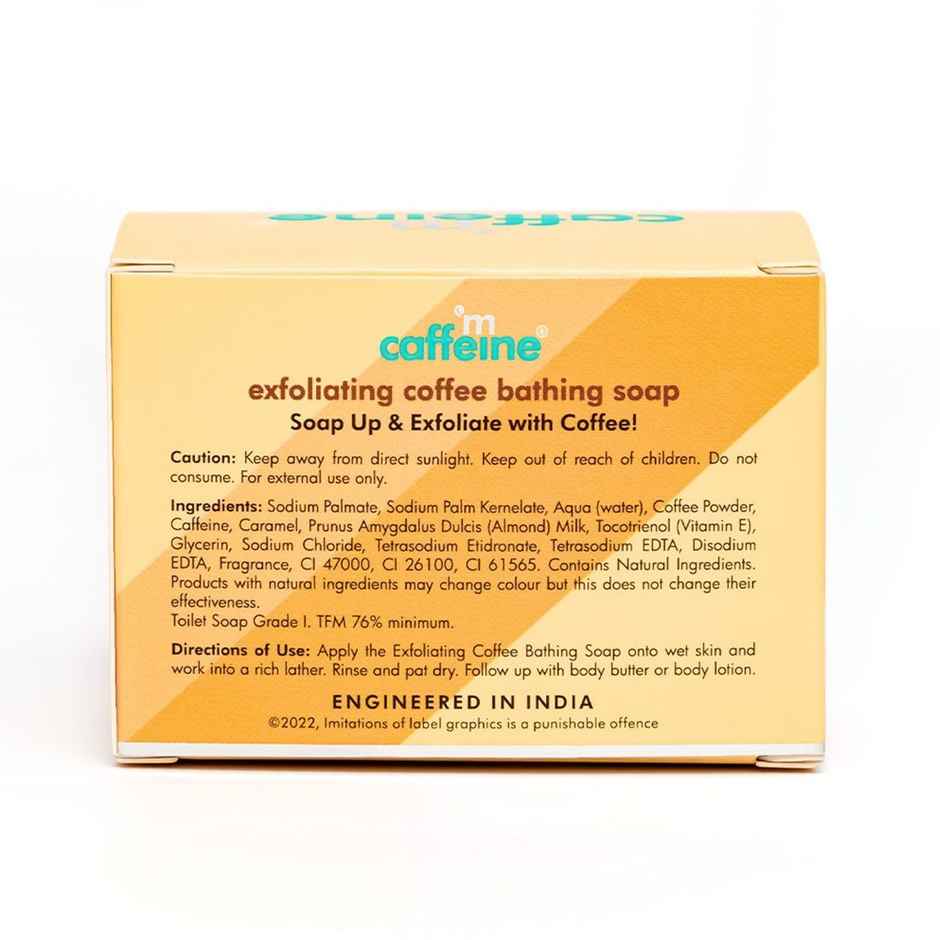 caffeine
'm
caffeine®
exfoliating coffee bathing soap
Soap Up & Exfoliate with Coffee!
Caution: Keep away from direct sunlight. Keep out of reach of children. Do not
consume. For external use only.
Ingredients: Sodium Palmate, Sodium Palm Kernelate, Aqua (water), Coffee Powder,
Caffeine, Caramel, Prunus Amygdalus Dulcis (Almond) Milk, Tocotrienol (Vitamin E),
Glycerin, Sodium Chloride, Tetrasodium Etidronate, Tetrasodium EDTA, Disodium
EDTA, Fragrance, CI 47000, CI 26100, CI 61565. Contains Natural Ingredients.
Products with natural ingredients may change colour but this does not change their
effectiveness.
Toilet Soap Grade I. TFM 76% minimum.
Directions of Use: Apply the Exfoliating Coffee Bathing Soap onto wet skin and
work into a rich lather. Rinse and pat dry. Follow up with body butter or body lotion.
ENGINEERED IN INDIA
©2022, Imitations of label graphics is a punishable offence